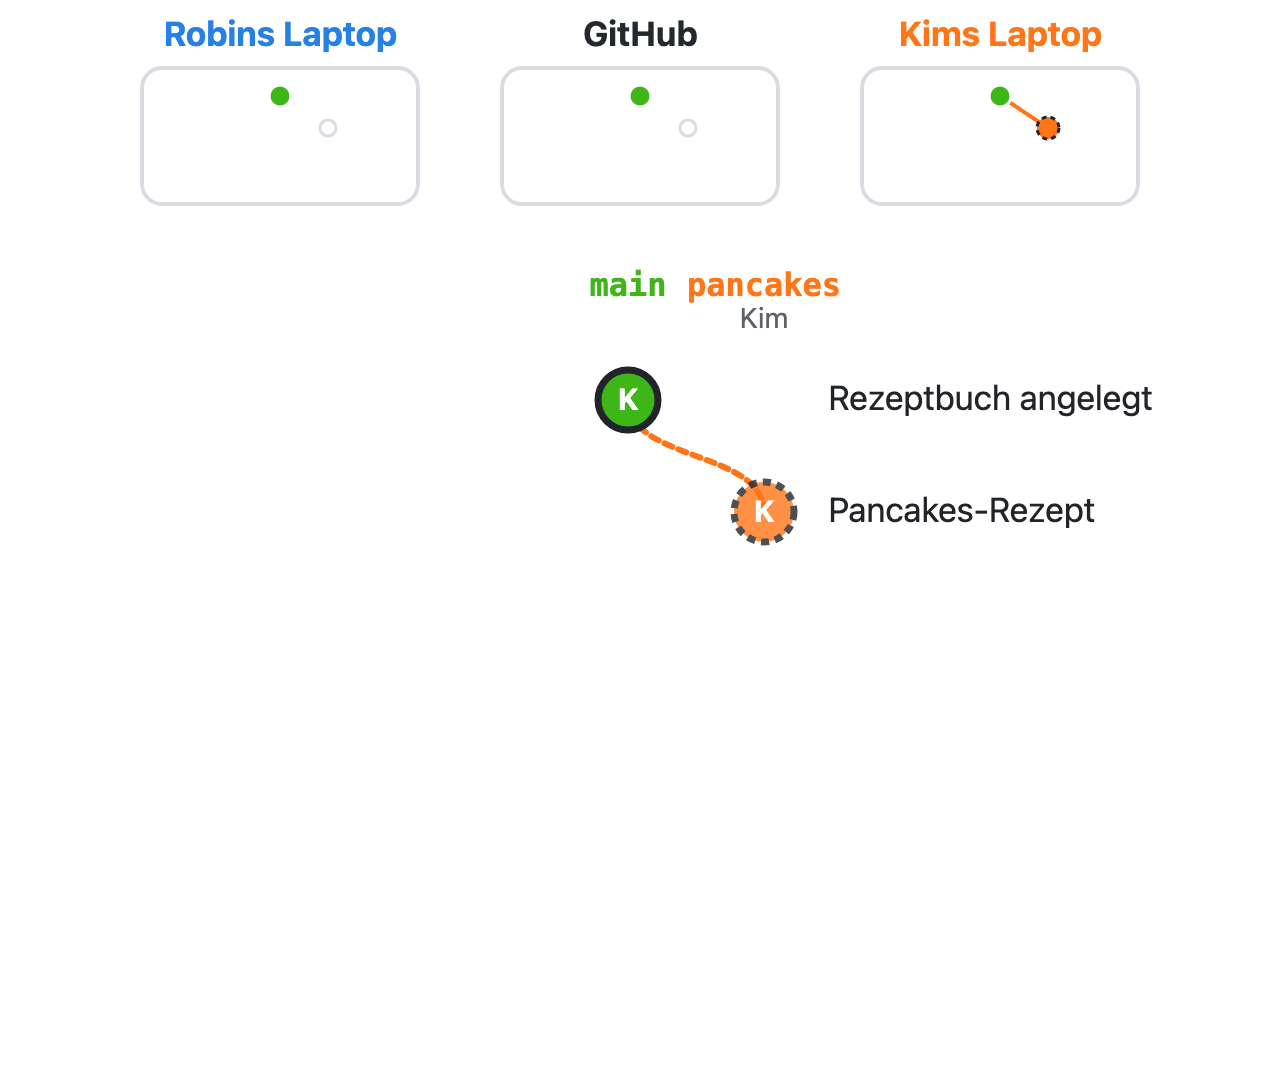 Robins Laptop
GitHub
Kims Laptop
main pancakes
Kim
K Rezeptbuch angelegt
K Pancakes-Rezept